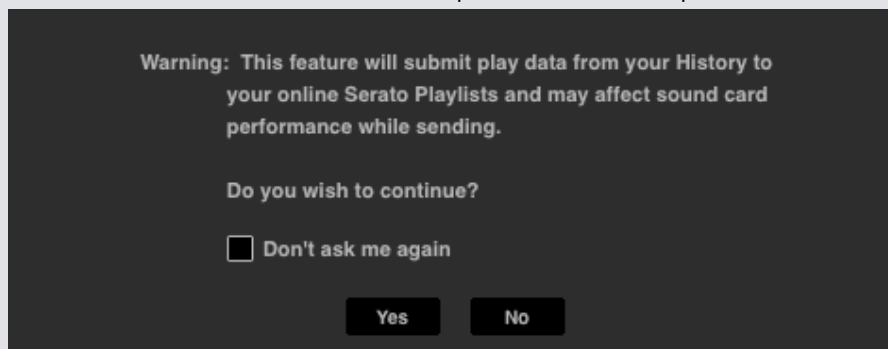 Warning: This feature will submit play data from your History to
your online Serato Playlists and may affect sound card
performance while sending.
Do you wish to continue?
Don't ask me again
Yes No